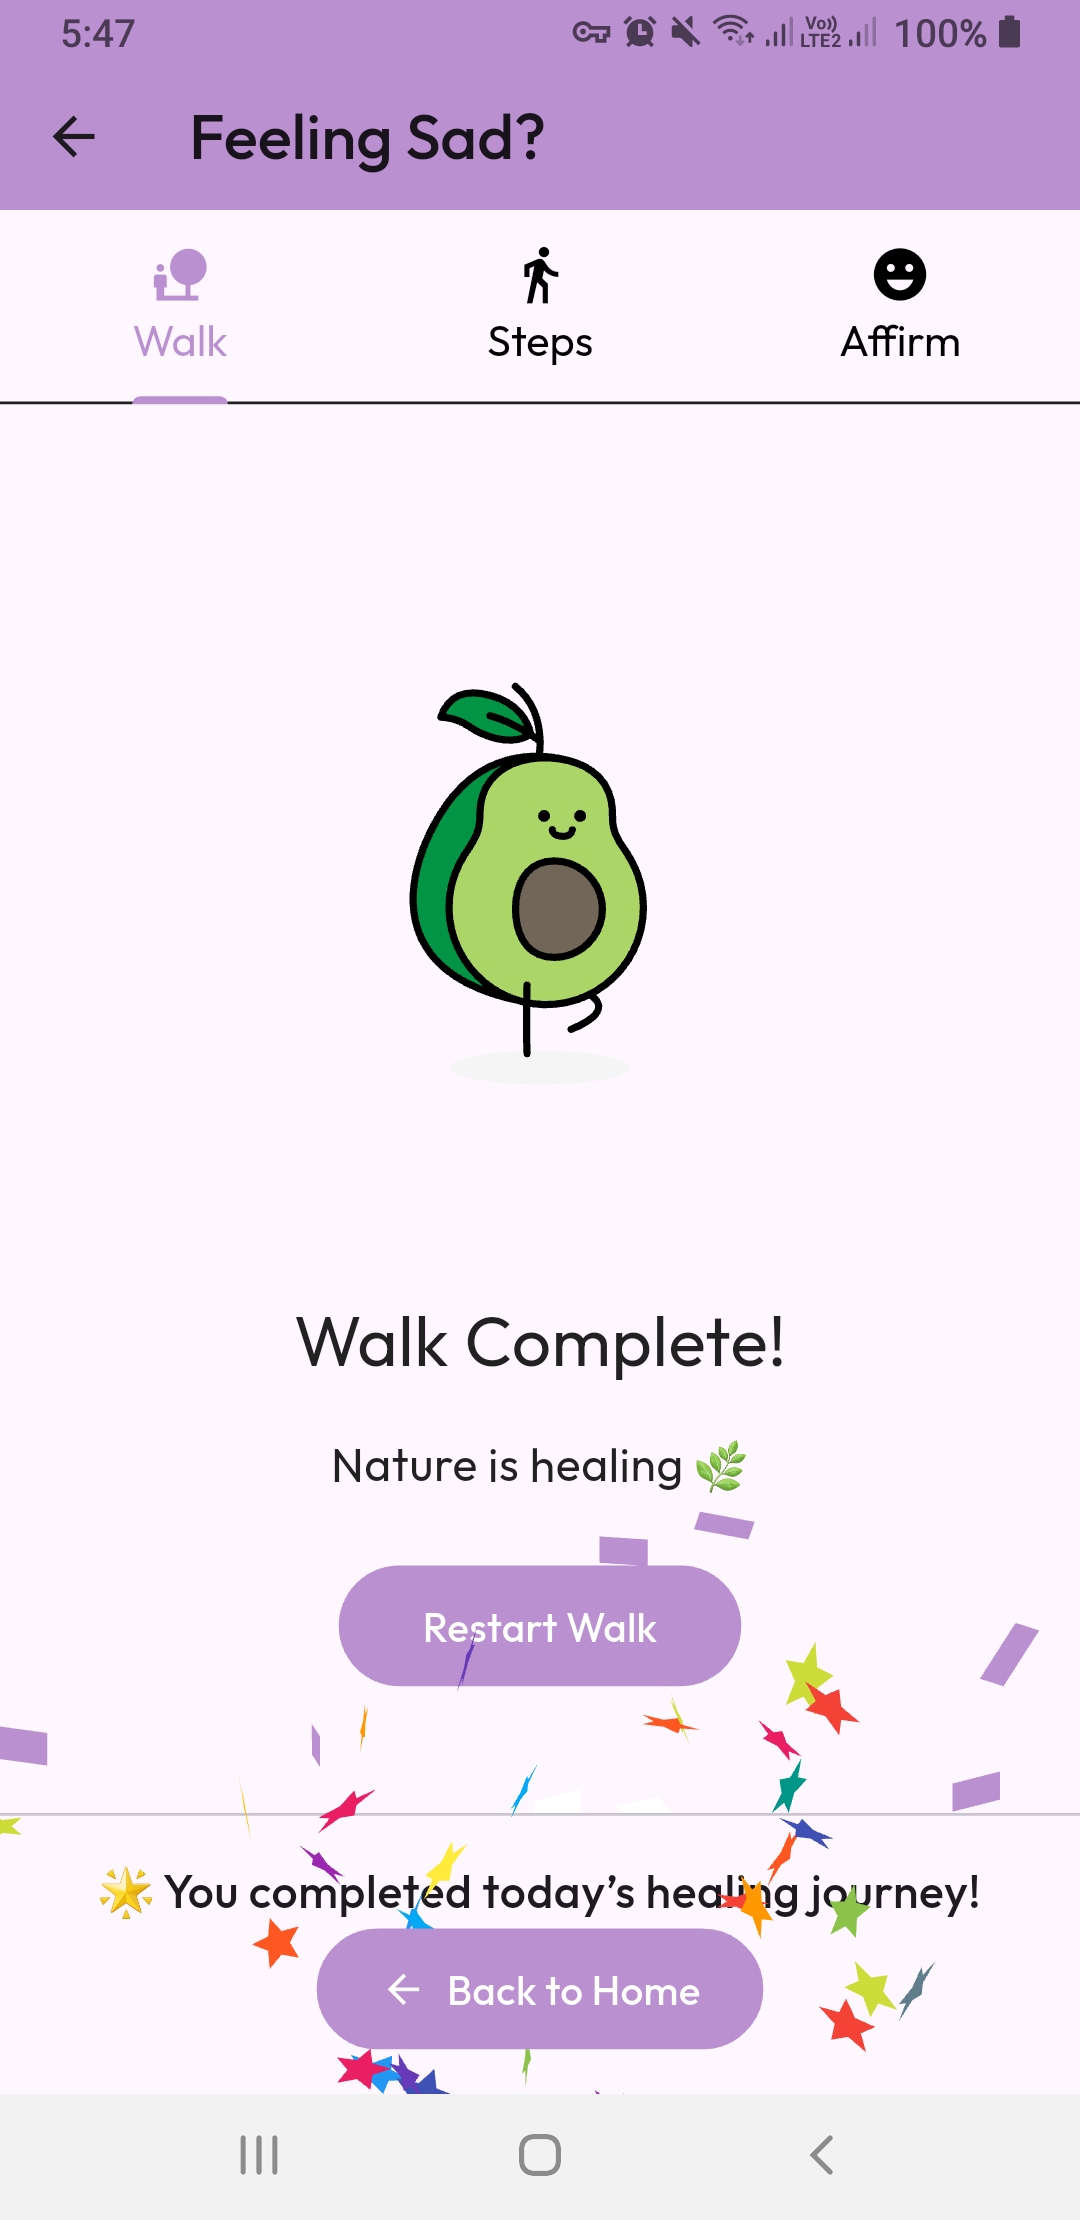 5:47
Vo))
LTE2
100%
Feeling Sad?
Walk
Steps
Affirm
Walk Complete!
Nature is healing 🌿
Restart Walk
🌟 You completed today’s healing journey!
Back to Home